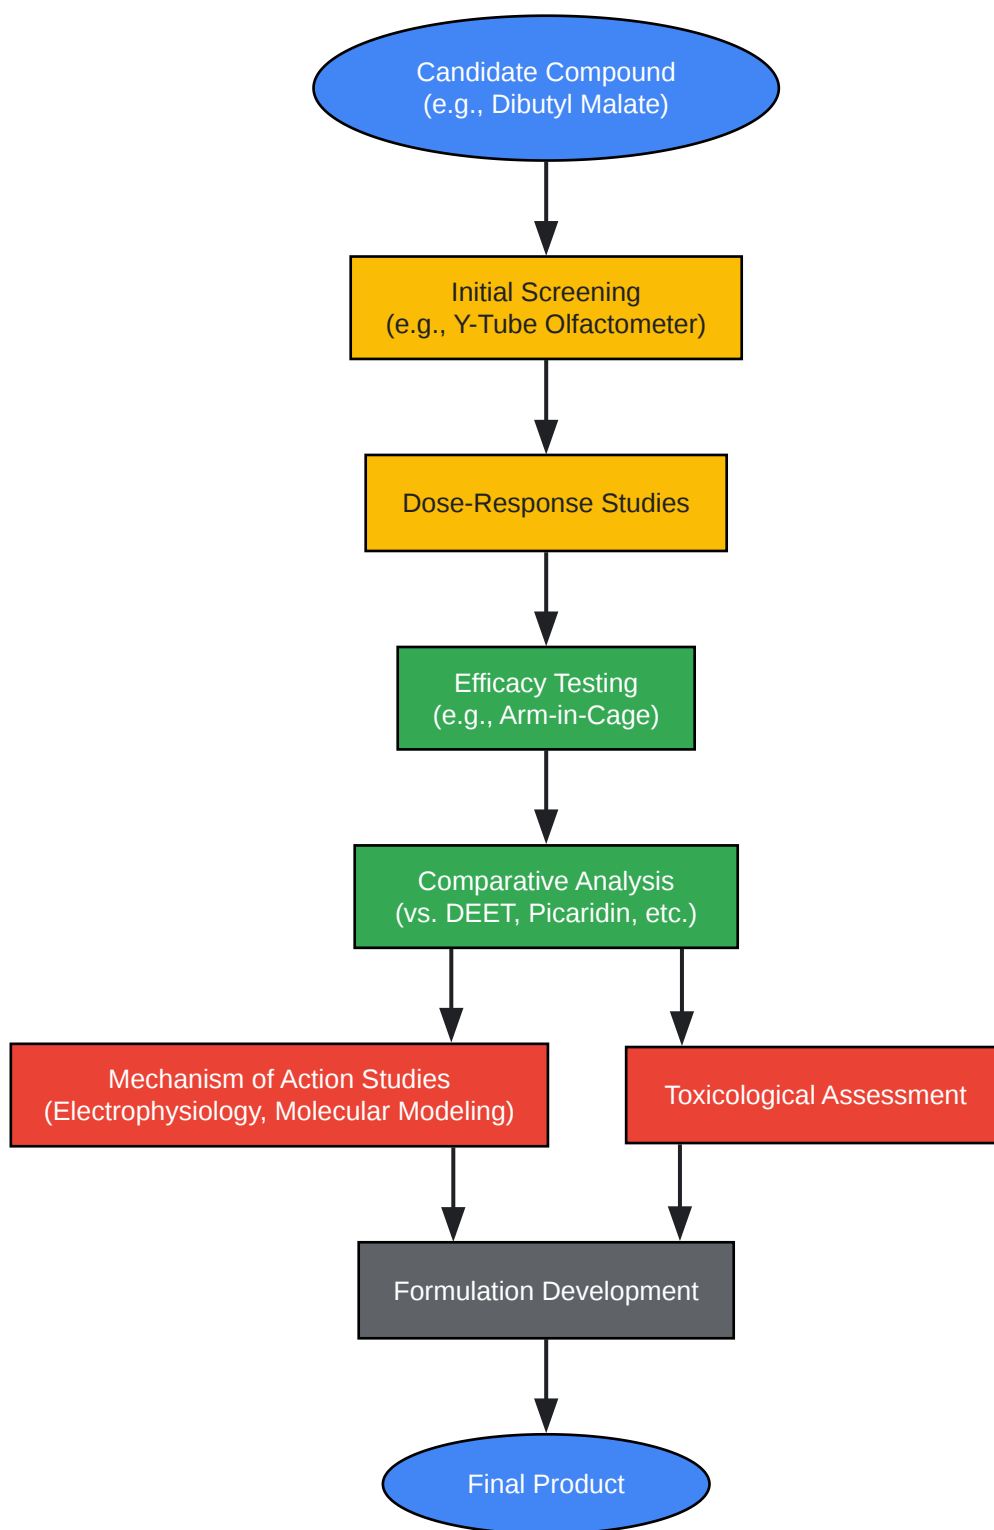 Candidate Compound
(e.g., Dibutyl Malate)
Initial Screening
(e.g., Y-Tube Olfactometer)
Dose-Response Studies
Efficacy Testing
(e.g., Arm-in-Cage)
Comparative Analysis
(vs. DEET, Picaridin, etc.)
Mechanism of Action Studies
(Electrophysiology, Molecular Modeling)
Toxicological Assessment
Formulation Development
Final Product